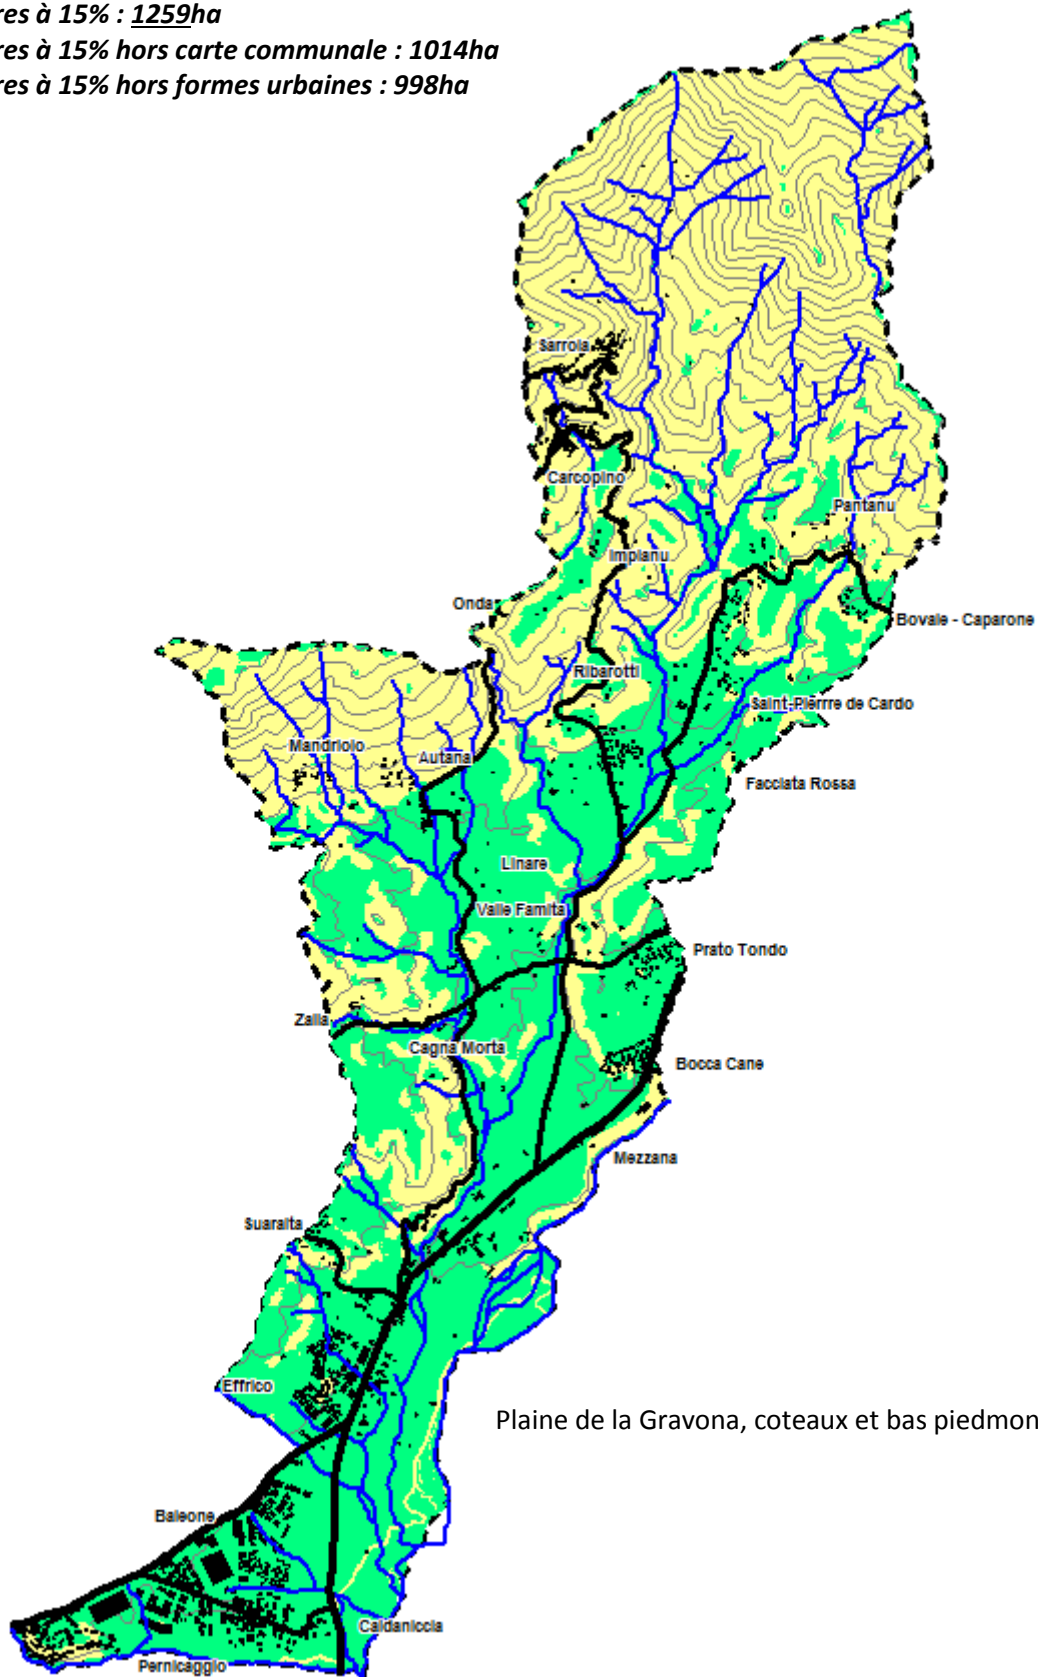 res à 15% : 1259ha
res à 15% hors carte communale : 1014ha
res à 15% hors formes urbaines : 998ha
Sarrola
Carcopino
Pantanu
Implanu
Onda
Bovale - Caparone
Ribarotti
Saint-Pierrre de Cardo
Mandriolo
Autana
Facciata Rossa
Linare
Valle Famita
Prato Tondo
Zalla
Cagna Morta
Bocca Cane
Mezzana
Suaralta
Effrico
Plaine de la Gravona, coteaux et bas piedmon
Baleone
Caldaniccia
Pernicaggio